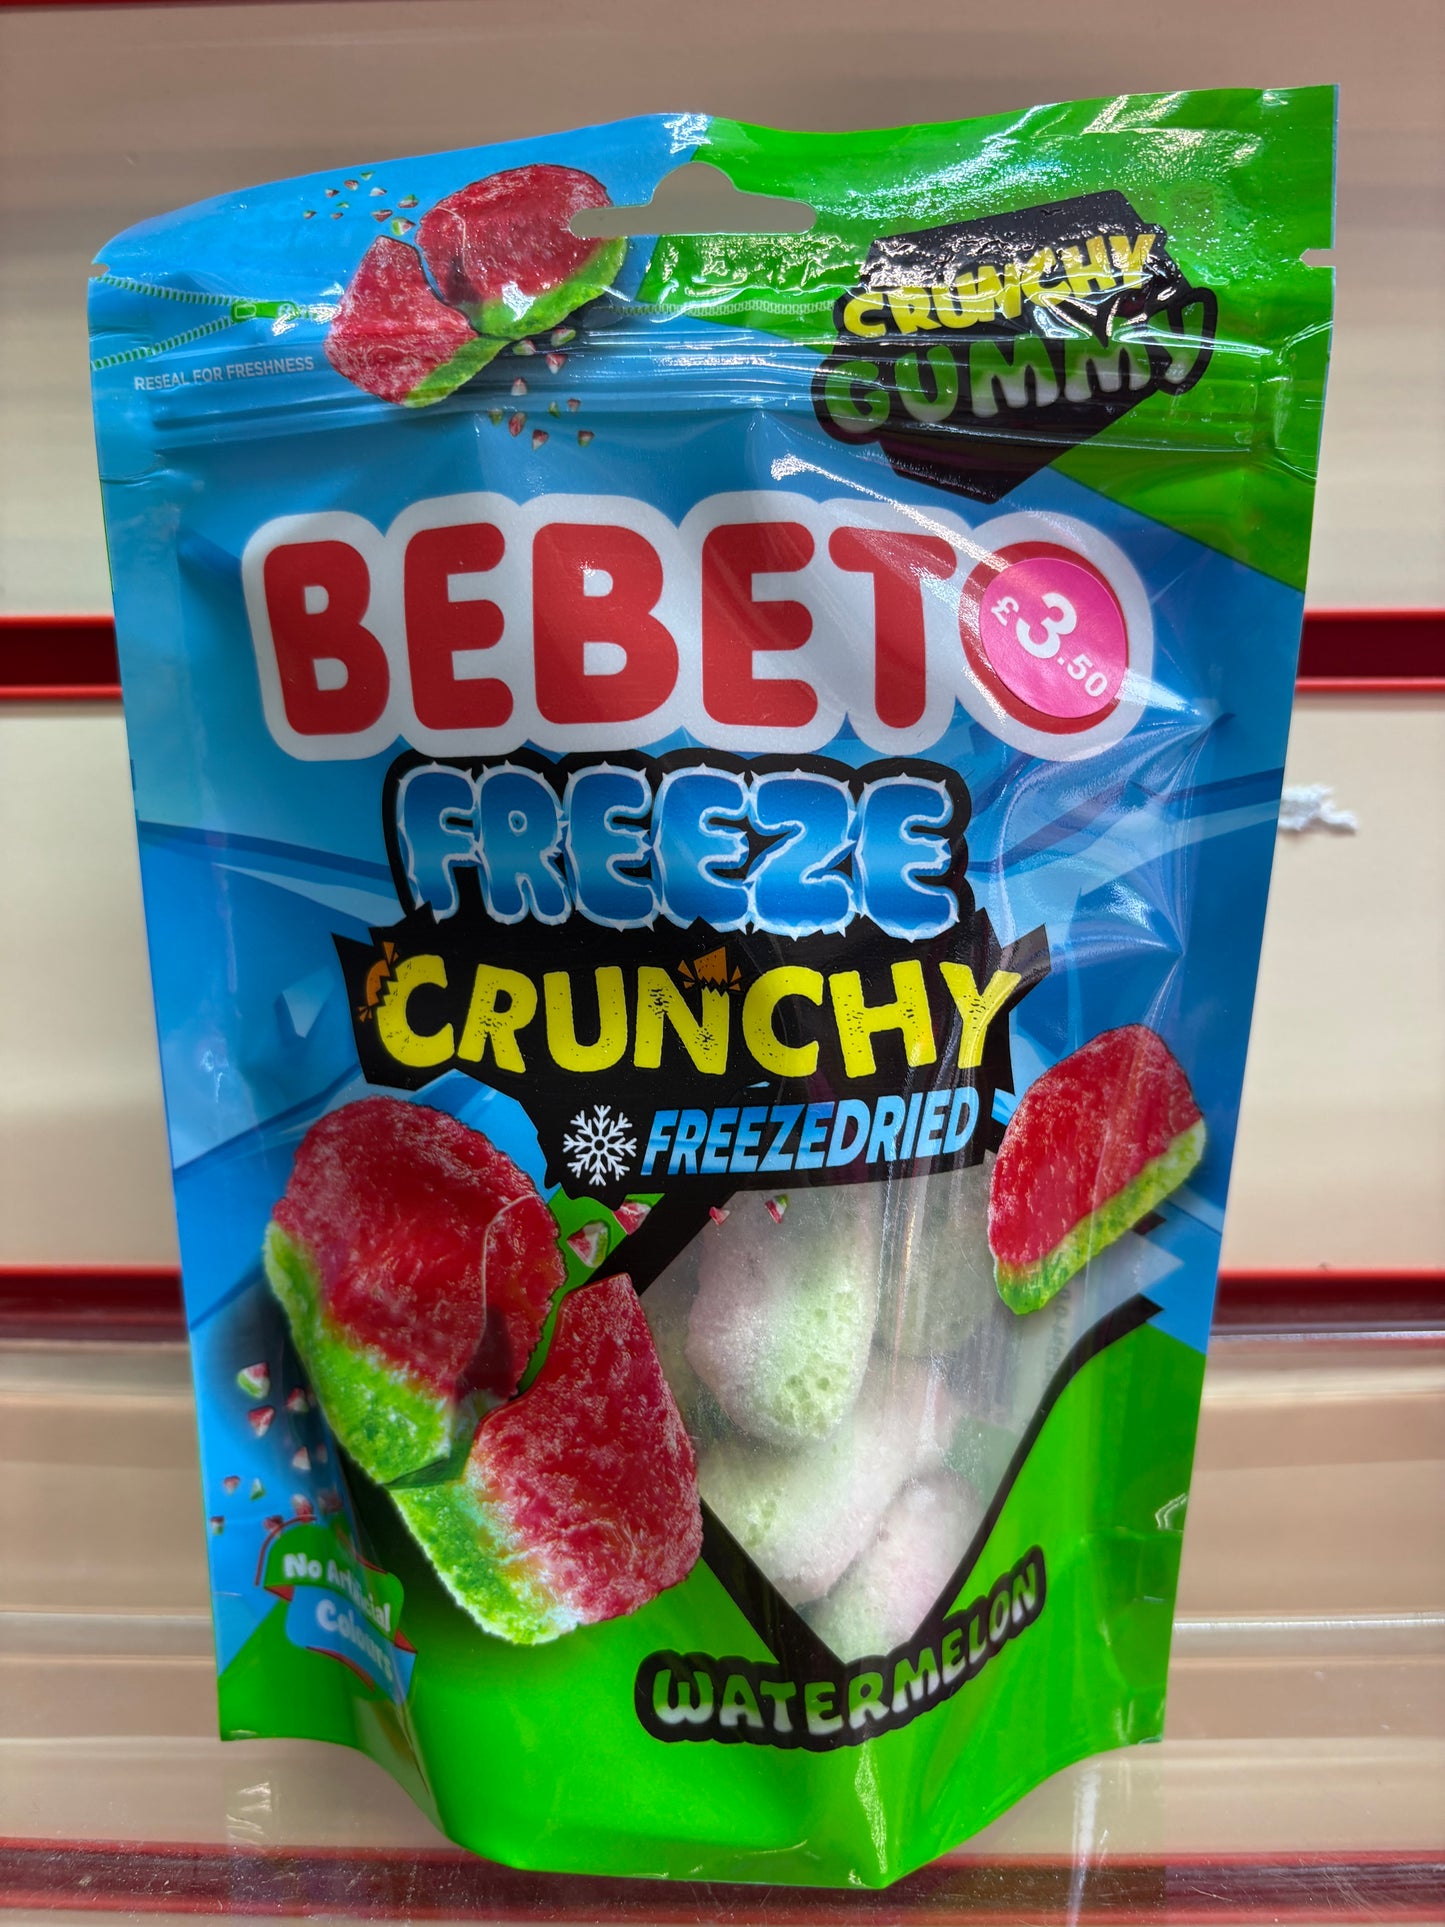 CRUNCHY
GUMMY
RESEAL FOR FRESHNESS
BEBETO
£3.50
FREEZE
CRUNCHY
FREEZEDRIED
No Artificial
Colours
WATERMELON